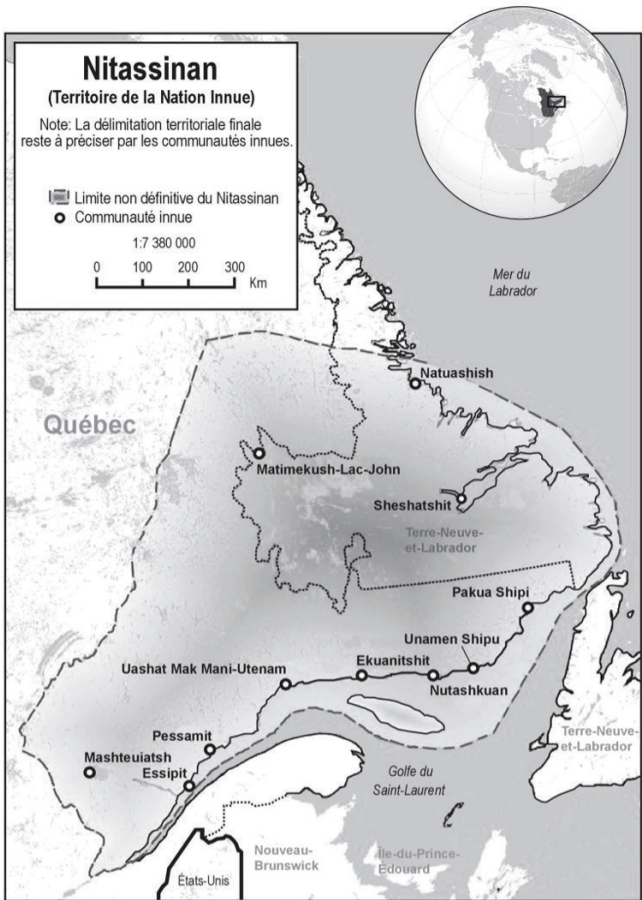 Nitassinan
(Territoire de la Nation Innue)
Note: La délimitation territoriale finale
reste à préciser par les communautés innues.
Limite non définitive du Nitassinan
Communauté innue
1:7 380 000
0 100 200 300
Km
Mer du
Labrador
Natuashish
Québec
Matimekush-Lac-John
Sheshatshit
Terre-Neuve-
et-Labrador
Pakua Shipi
Unamen Shipu
Ekuanitshit
Uashat Mak Mani-Utenam
Nutashkuan
Pessamit
Mashteuiatsh
Essipit
Terre-Neuve-
et-Labrador
Golfe du
Saint-Laurent
Nouveau-
Brunswick
Île-du-Prince-
Édouard
États-Unis